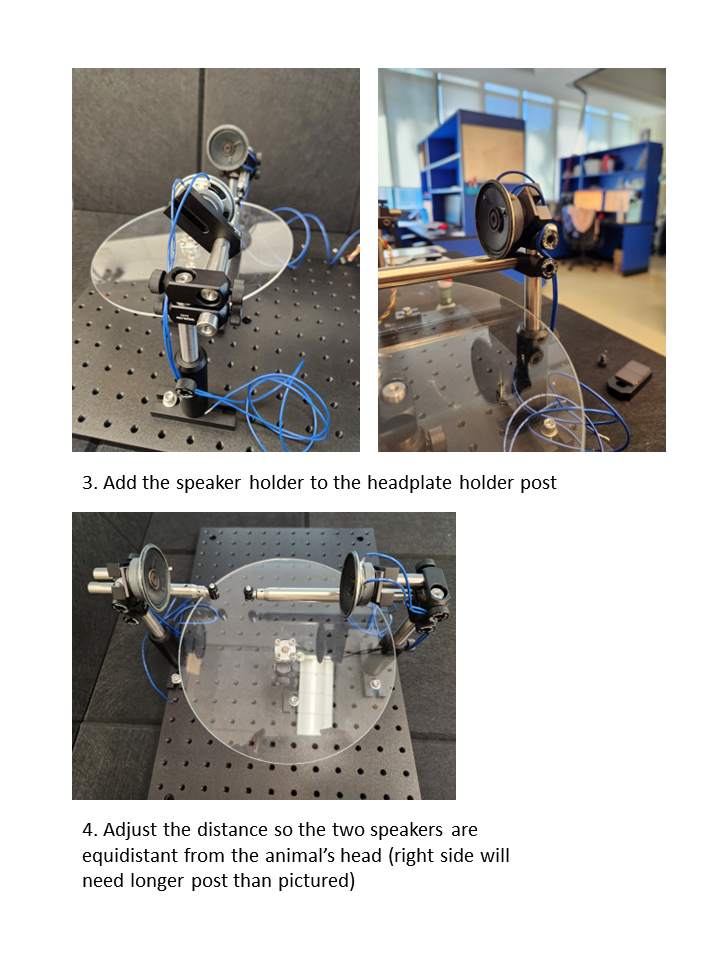 3. Add the speaker holder to the headplate holder post
4. Adjust the distance so the two speakers are
equidistant from the animal's head (right side will
need longer post than pictured)